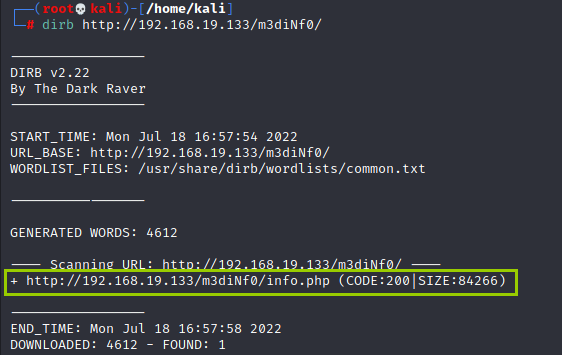 ┌──(root💀kali)-[/home/kali]
└─# dirb http://192.168.19.133/m3diNf0/
-----------------
DIRB v2.22
By The Dark Raver
-----------------
START_TIME: Mon Jul 18 16:57:54 2022
URL_BASE: http://192.168.19.133/m3diNf0/
WORDLIST_FILES: /usr/share/dirb/wordlists/common.txt
-----------------
GENERATED WORDS: 4612
---- Scanning URL: http://192.168.19.133/m3diNf0/ ----
+ http://192.168.19.133/m3diNf0/info.php (CODE:200|SIZE:84266)
-----------------
END_TIME: Mon Jul 18 16:57:58 2022
DOWNLOADED: 4612 - FOUND: 1